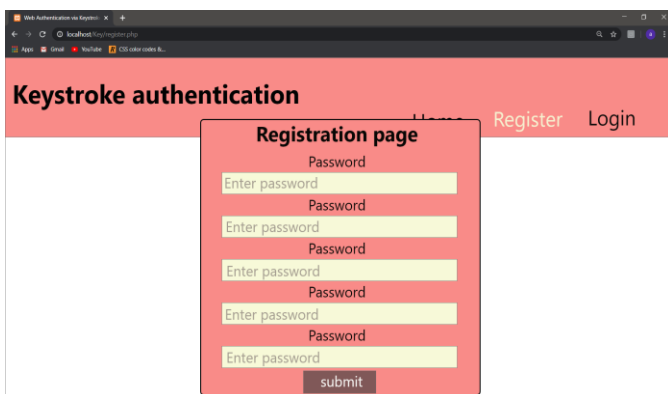 Web Authentication via Keystrok
localhost/Key/register.php
Apps Gmail YouTube CSS color codes &...
Keystroke authentication
Home Register Login
Registration page
Password
Enter password
Password
Enter password
Password
Enter password
Password
Enter password
Password
Enter password
submit